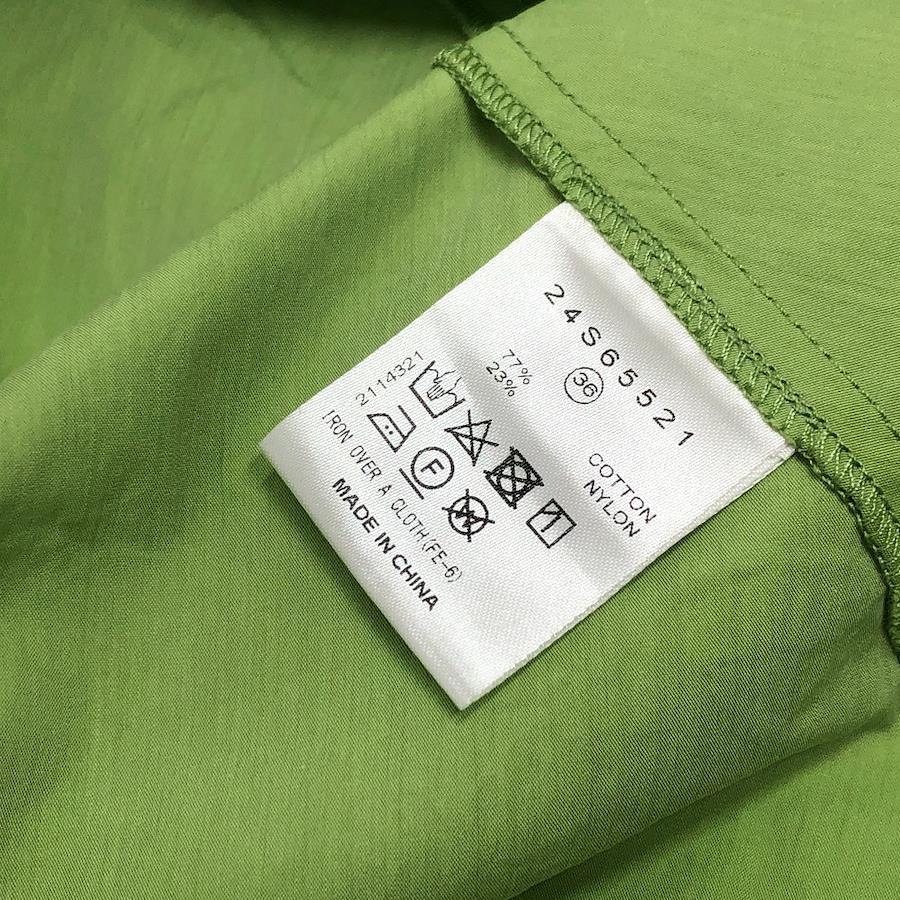 24S65521
36
77% COTTON
23% NYLON
2114321
F
W
IRON OVER A CLOTH(FE-6)
MADE IN CHINA